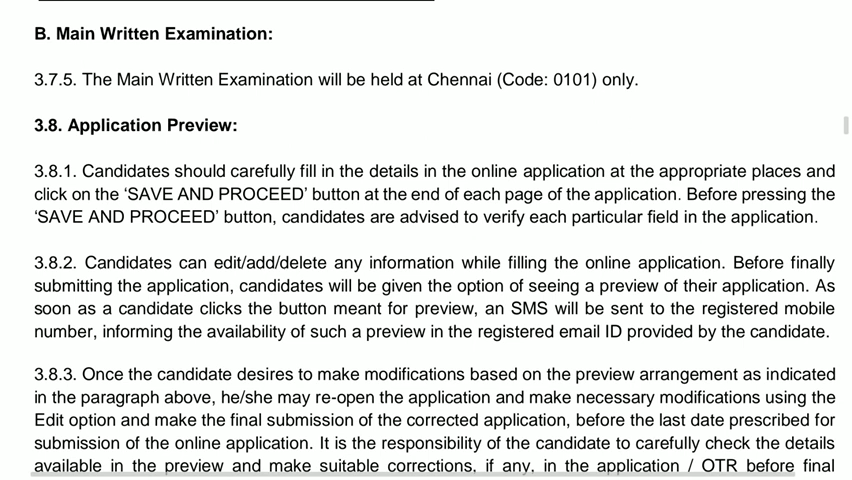 B. Main Written Examination:
3.7.5. The Main Written Examination will be held at Chennai (Code: 0101) only.
3.8. Application Preview:
3.8.1. Candidates should carefully fill in the details in the online application at the appropriate places and
click on the ‘SAVE AND PROCEED’ button at the end of each page of the application. Before pressing the
‘SAVE AND PROCEED’ button, candidates are advised to verify each particular field in the application.
3.8.2. Candidates can edit/add/delete any information while filling the online application. Before finally
submitting the application, candidates will be given the option of seeing a preview of their application. As
soon as a candidate clicks the button meant for preview, an SMS will be sent to the registered mobile
number, informing the availability of such a preview in the registered email ID provided by the candidate.
3.8.3. Once the candidate desires to make modifications based on the preview arrangement as indicated
in the paragraph above, he/she may re-open the application and make necessary modifications using the
Edit option and make the final submission of the corrected application, before the last date prescribed for
submission of the online application. It is the responsibility of the candidate to carefully check the details
available in the preview and make suitable corrections, if any, in the application / OTR before final